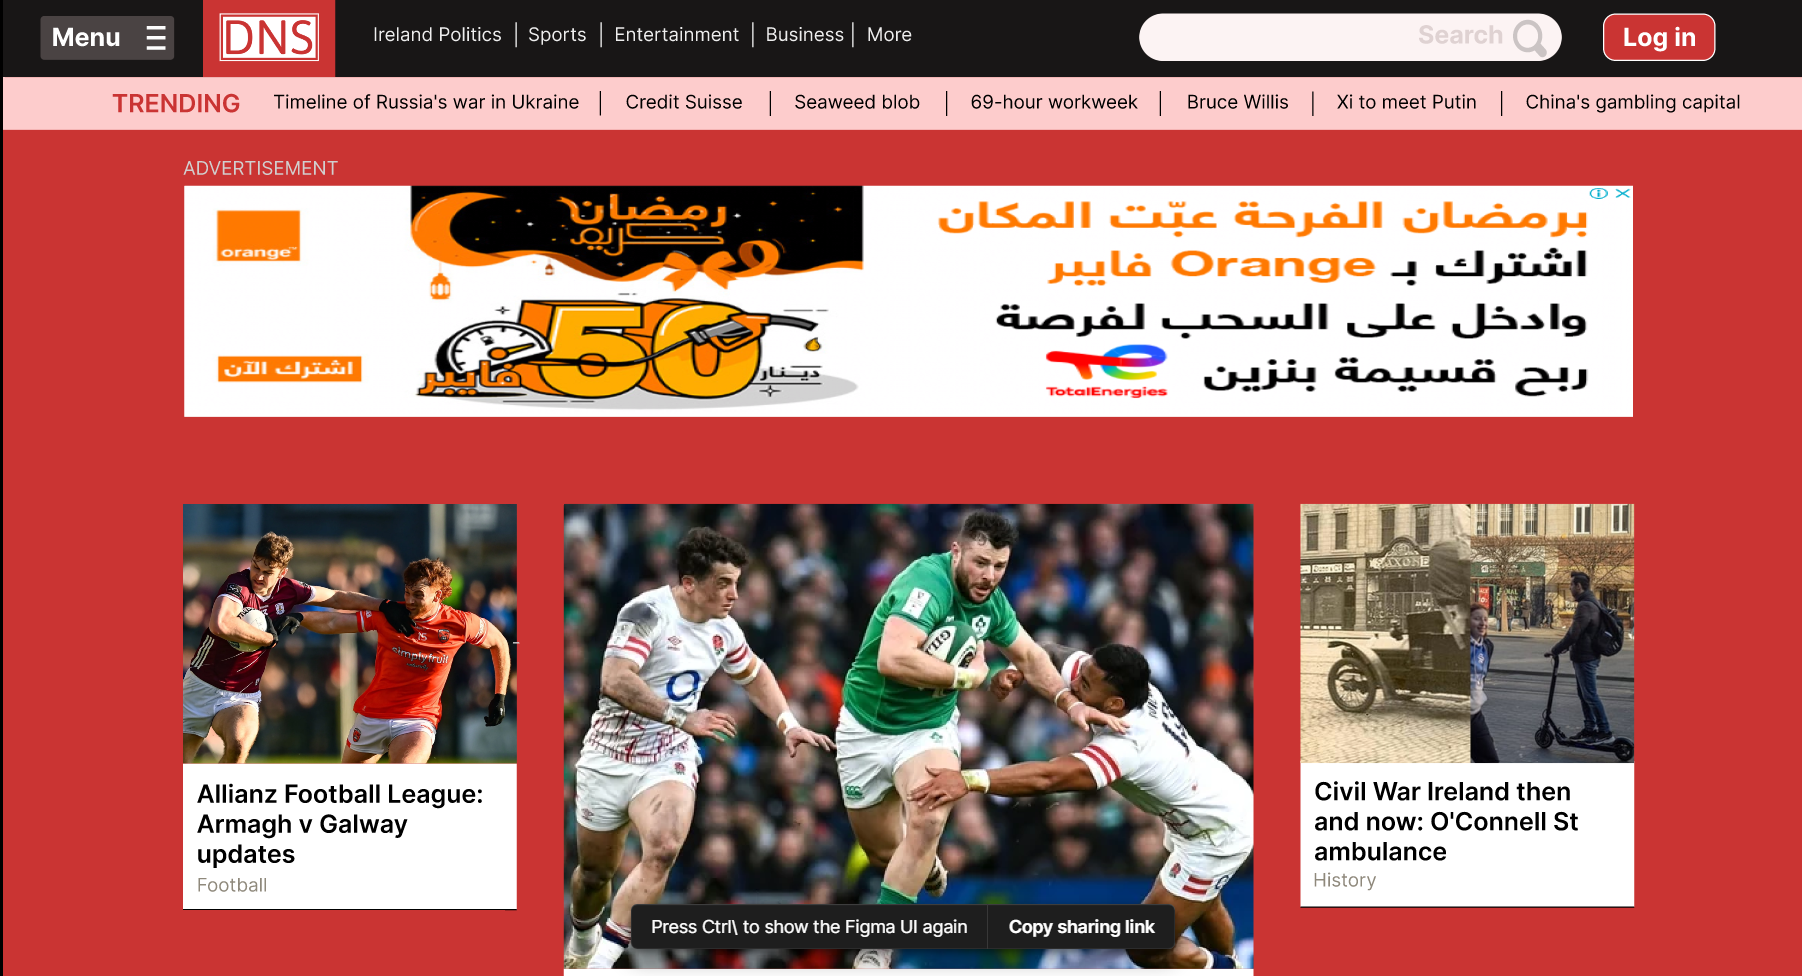 Menu
DNS
Ireland Politics | Sports | Entertainment | Business | More
Search
Log in
TRENDING
Timeline of Russia's war in Ukraine | Credit Suisse | Seaweed blob | 69-hour workweek | Bruce Willis | Xi to meet Putin | China's gambling capital
ADVERTISEMENT
orange™
رمضان
كريم
50
دينار
فايبر
اشترك الآن
برمضان الفرحة عبّت المكان
اشترك بـ Orange فايبر
وادخل على السحب لفرصة
ربح قسيمة بنزين
TotalEnergies
simplyfruit
GILBERT
SAXONE
Allianz Football League:
Armagh v Galway
updates
Football
Civil War Ireland then
and now: O'Connell St
ambulance
History
Press Ctrl\ to show the Figma UI again
Copy sharing link